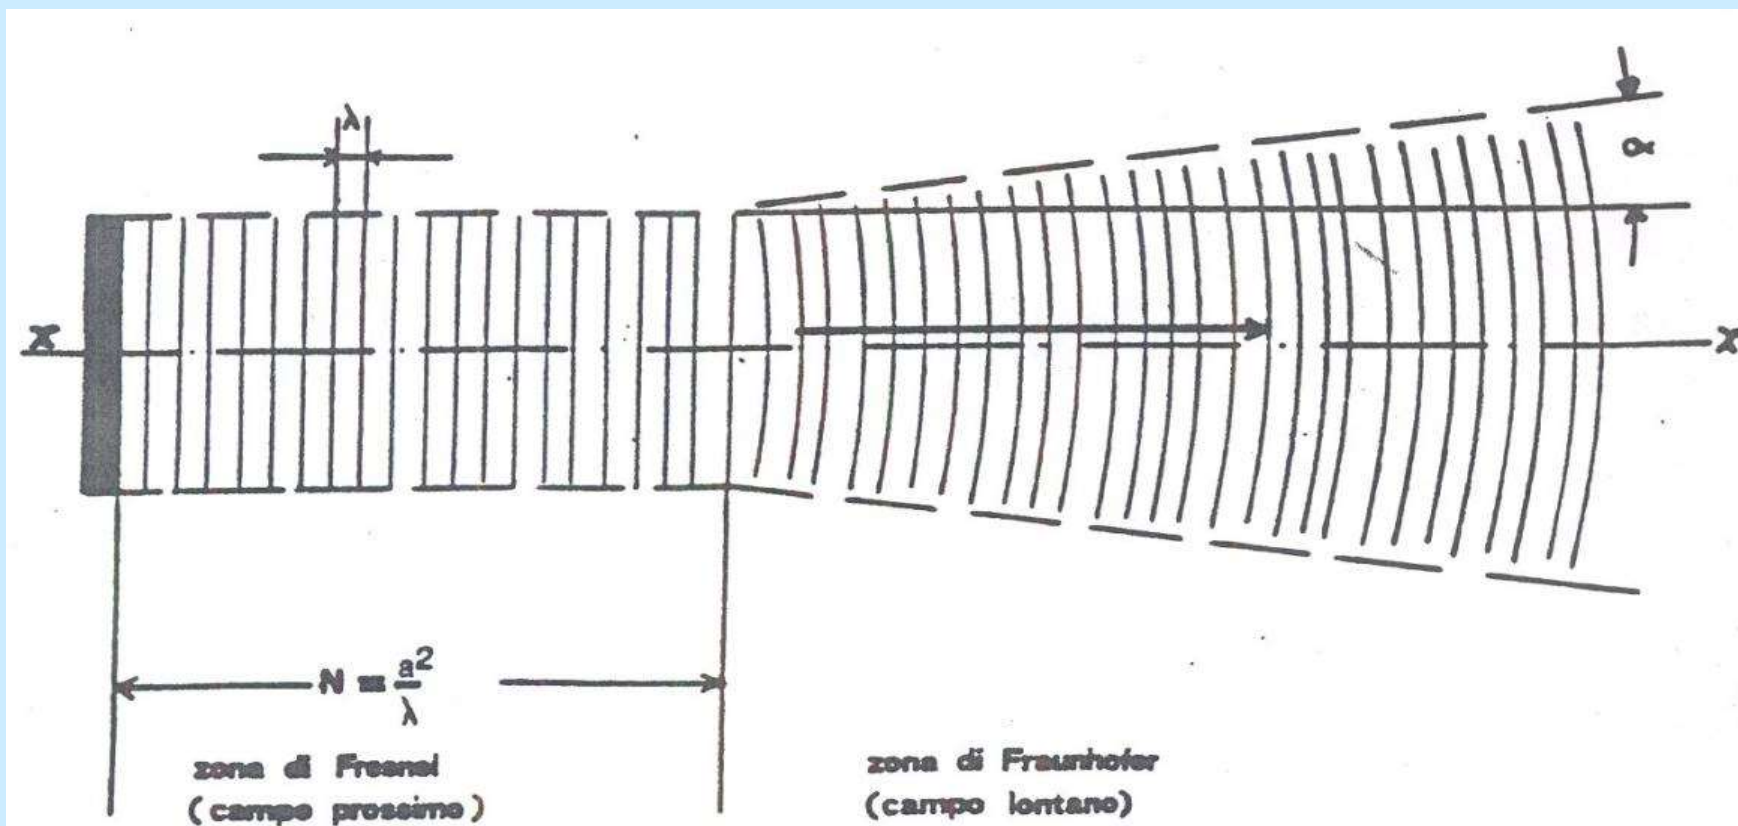 λ
α
X X
N = a²/λ
zona di Fresnel
(campo prossimo)
zona di Fraunhofer
(campo lontano)